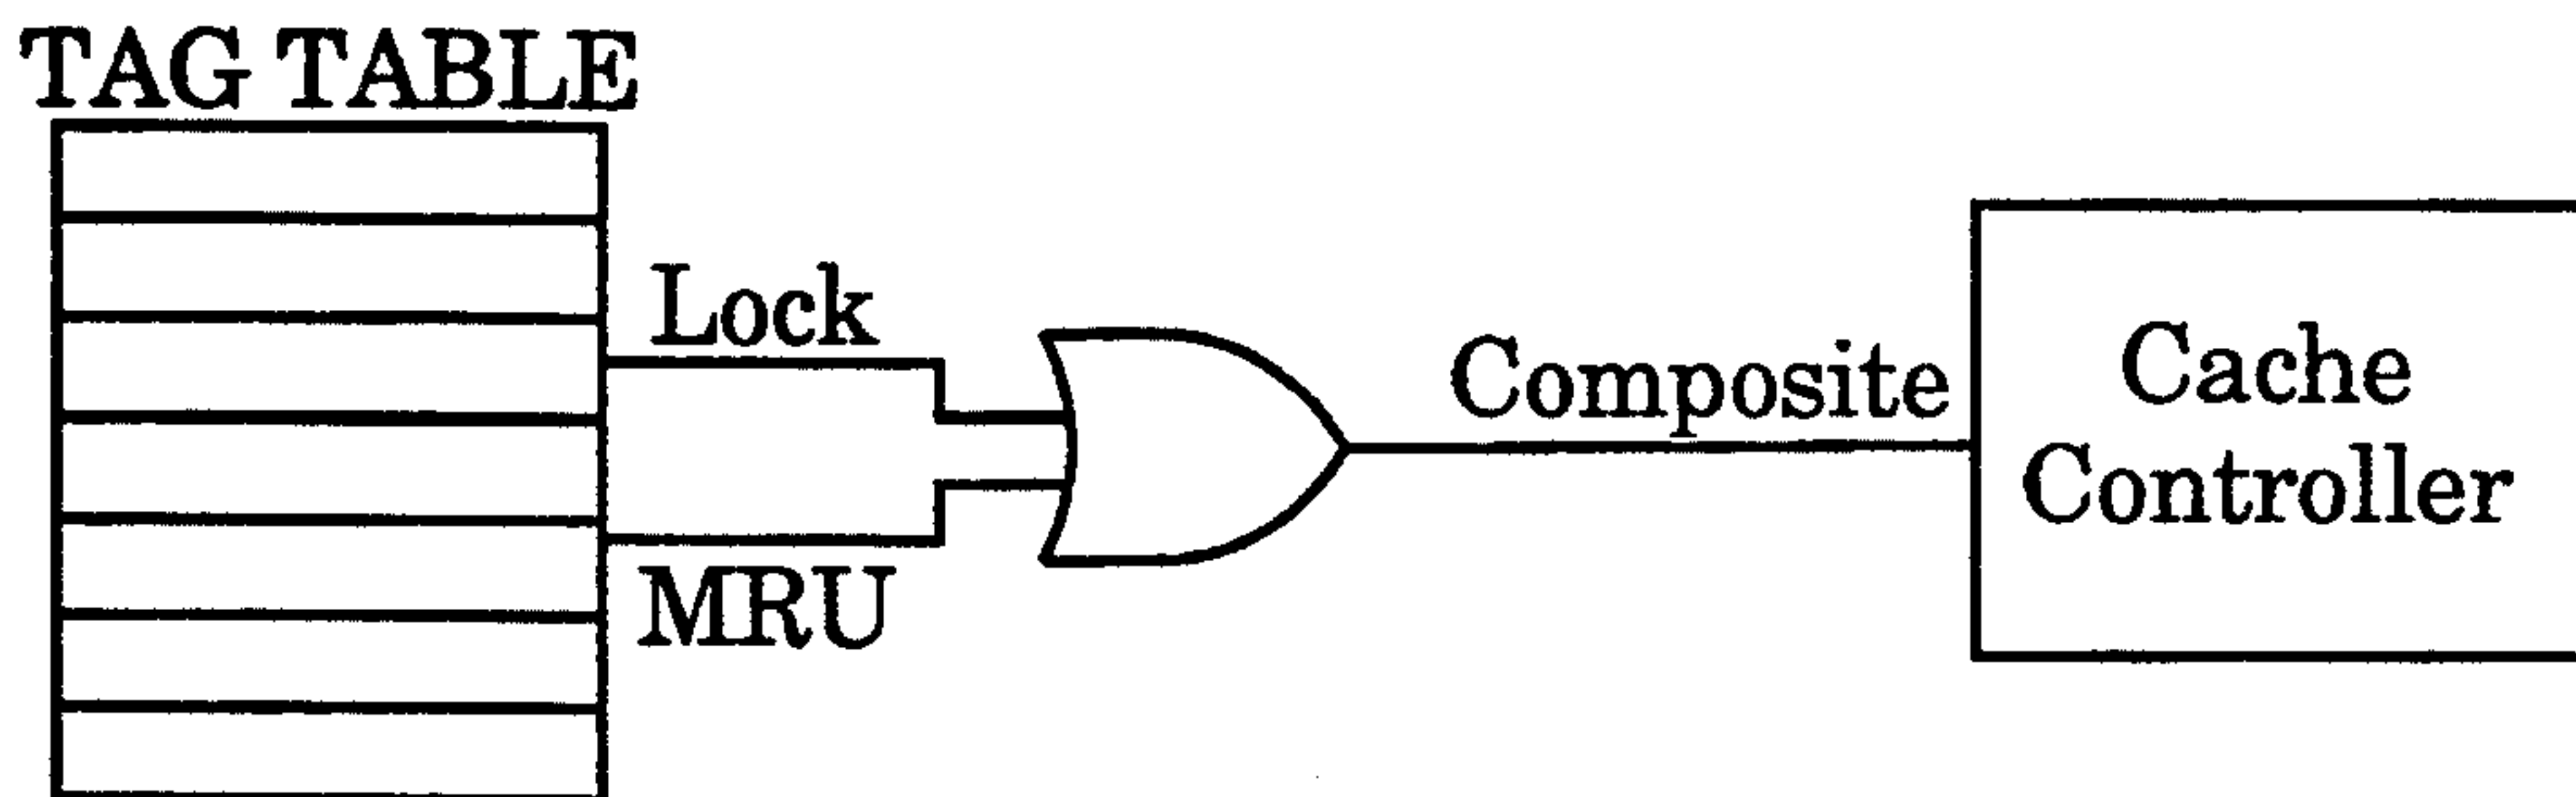 TAG TABLE
Lock
MRU
Composite
Cache
Controller